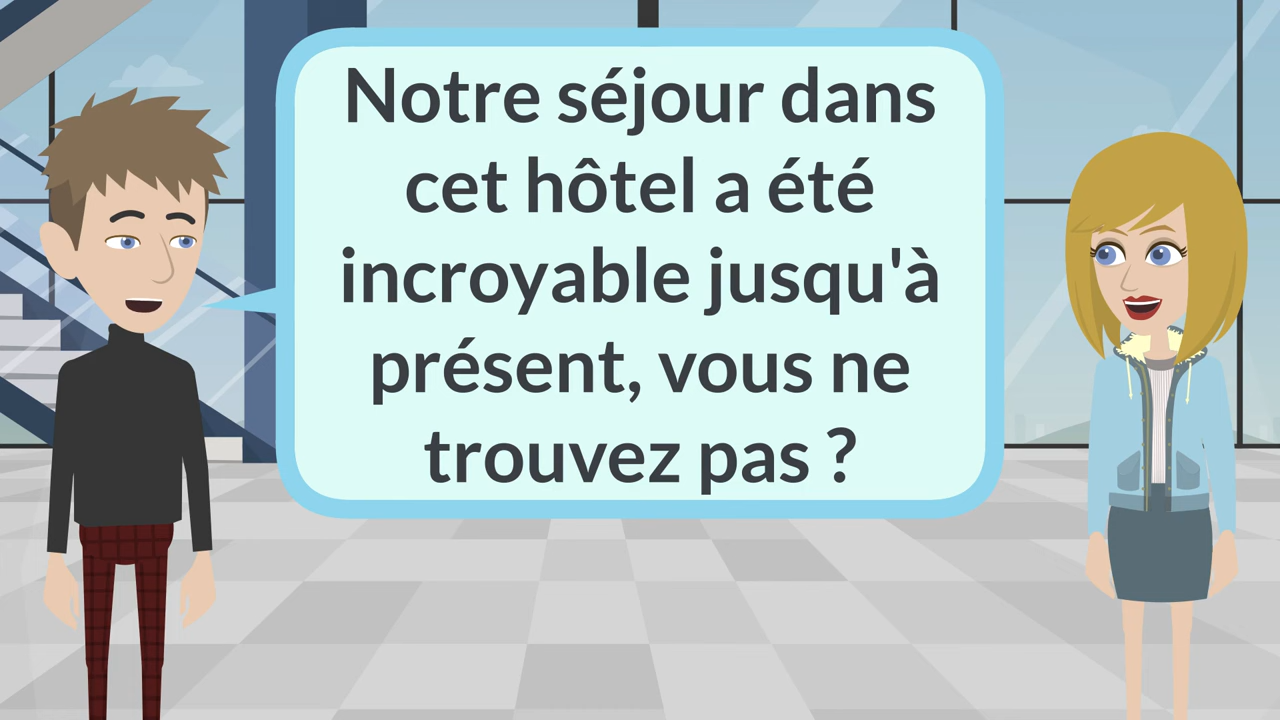 Notre séjour dans
cet hôtel a été
incroyable jusqu'à
présent, vous ne
trouvez pas ?